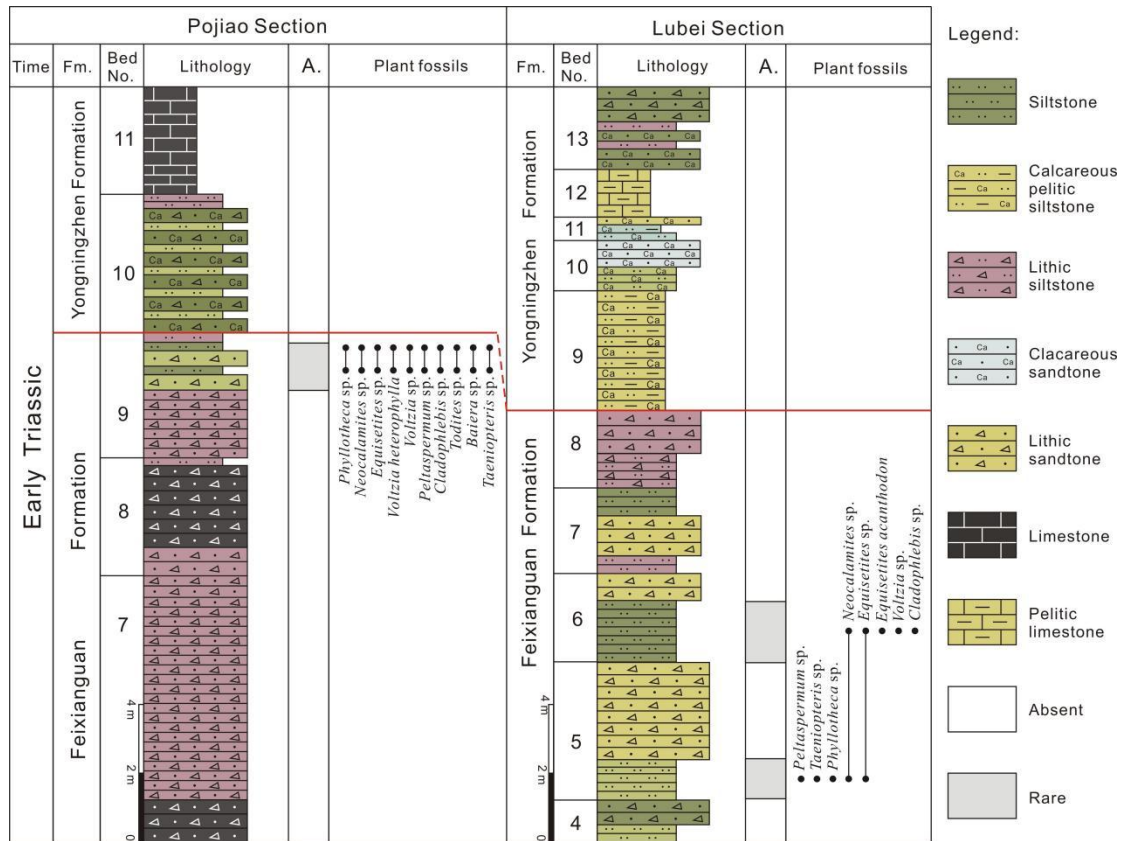 Pojiao Section
Lubei Section
Time
Fm.
Bed
No.
Lithology
A.
Plant fossils
Fm.
Bed
No.
Lithology
A.
Plant fossils
Early Triassic
Yongningzhen Formation
Feixianguan Formation
11
10
9
8
7
4 m
2 m
0
Phyllotheca sp.
Neocalamites sp.
Equisetites sp.
Voltzia heterophylla
Voltzia sp.
Peltaspermum sp.
Cladophlebis sp.
Todites sp.
Baiera sp.
Taeniopteris sp.
Yongningzhen Formation
Feixianguan Formation
13
12
11
10
9
8
7
6
5
4
4 m
2 m
0
Peltaspermum sp.
Taeniopteris sp.
Phyllotheca sp.
Neocalamites sp.
Equisetites sp.
Equisetites acanthodon
Voltzia sp.
Cladophlebis sp.
Legend:
Siltstone
Calcareous
pelitic
siltstone
Lithic
siltstone
Clacareous
sandtone
Lithic
sandtone
Limestone
Pelitic
limestone
Absent
Rare